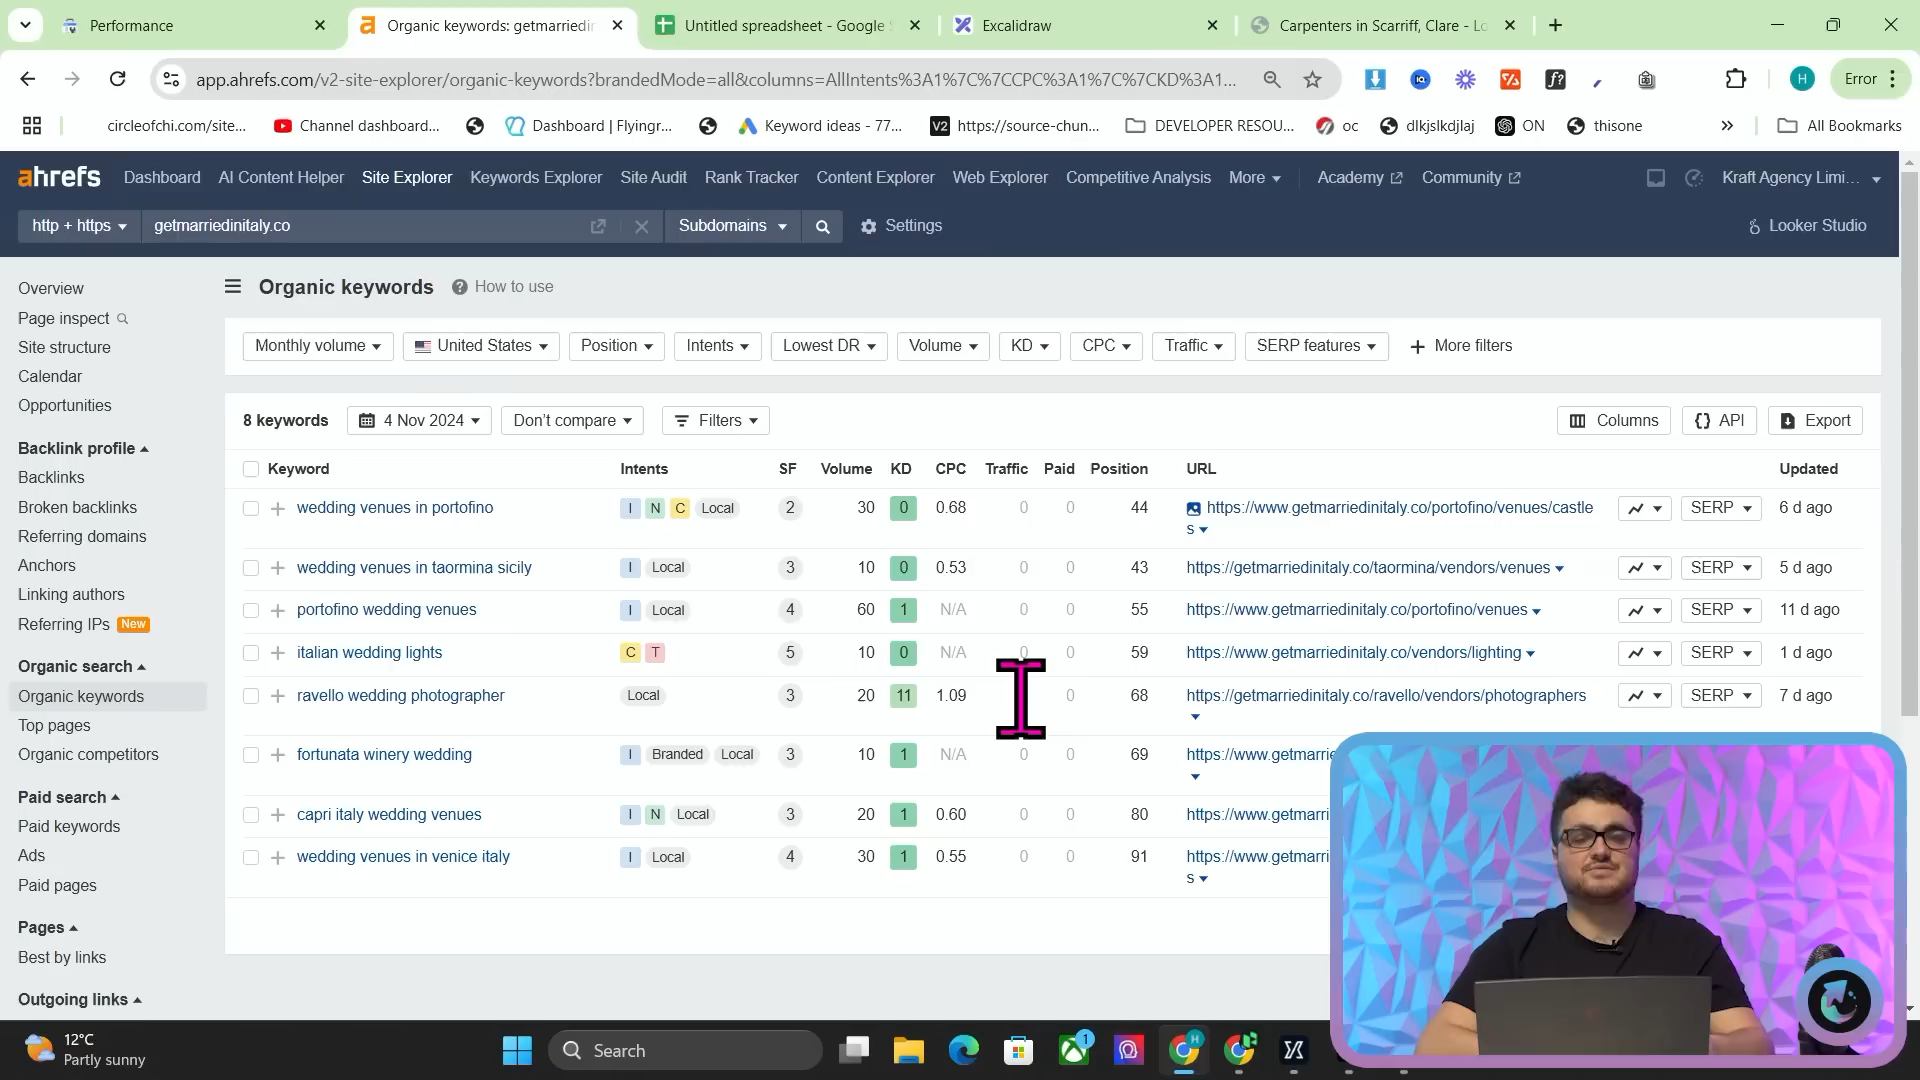 Performance
Organic keywords: getmarriedin
Untitled spreadsheet - Google S
Excalidraw
Carpenters in Scarriff, Clare - Lo
app.ahrefs.com/v2-site-explorer/organic-keywords?brandedMode=all&columns=AllIntents%3A1%7C%7CCPC%3A1%7C%7CKD%3A1...
H
Error
circleofchi.com/site...
Channel dashboard...
Dashboard | Flyingr...
Keyword ideas - 77...
V2 https://source-chun...
DEVELOPER RESOU...
oc
dlkjslkdjlaj
ON
thisone
All Bookmarks
ahrefs
Dashboard
AI Content Helper
Site Explorer
Keywords Explorer
Site Audit
Rank Tracker
Content Explorer
Web Explorer
Competitive Analysis
More
Academy
Community
Kraft Agency Limi...
http + https
getmarriedinitaly.co
Subdomains
Settings
Looker Studio
Overview
Page inspect
Site structure
Calendar
Opportunities
Backlink profile
Backlinks
Broken backlinks
Referring domains
Anchors
Linking authors
Referring IPs New
Organic search
Organic keywords
Top pages
Organic competitors
Paid search
Paid keywords
Ads
Paid pages
Pages
Best by links
Outgoing links
Organic keywords
How to use
Monthly volume
United States
Position
Intents
Lowest DR
Volume
KD
CPC
Traffic
SERP features
More filters
8 keywords
4 Nov 2024
Don't compare
Filters
Columns
API
Export
Keyword Intents SF Volume KD CPC Traffic Paid Position URL Updated
wedding venues in portofino I N C Local 2 30 0 0.68 0 0 44 https://www.getmarriedinitaly.co/portofino/venues/castle SERP 6 d ago
s
wedding venues in taormina sicily I Local 3 10 0 0.53 0 0 43 https://getmarriedinitaly.co/taormina/vendors/venues SERP 5 d ago
portofino wedding venues I Local 4 60 1 N/A 0 0 55 https://www.getmarriedinitaly.co/portofino/venues SERP 11 d ago
italian wedding lights C T 5 10 0 N/A 0 0 59 https://www.getmarriedinitaly.co/vendors/lighting SERP 1 d ago
ravello wedding photographer Local 3 20 11 1.09 0 68 https://getmarriedinitaly.co/ravello/vendors/photographers SERP 7 d ago
fortunata winery wedding I Branded Local 3 10 1 N/A 0 0 69 https://www.getmarrie
capri italy wedding venues I N Local 3 20 1 0.60 0 0 80 https://www.getmarri
wedding venues in venice italy I Local 4 30 1 0.55 0 0 91 https://www.getmarri
s
12°C
Partly sunny
Search
1
H